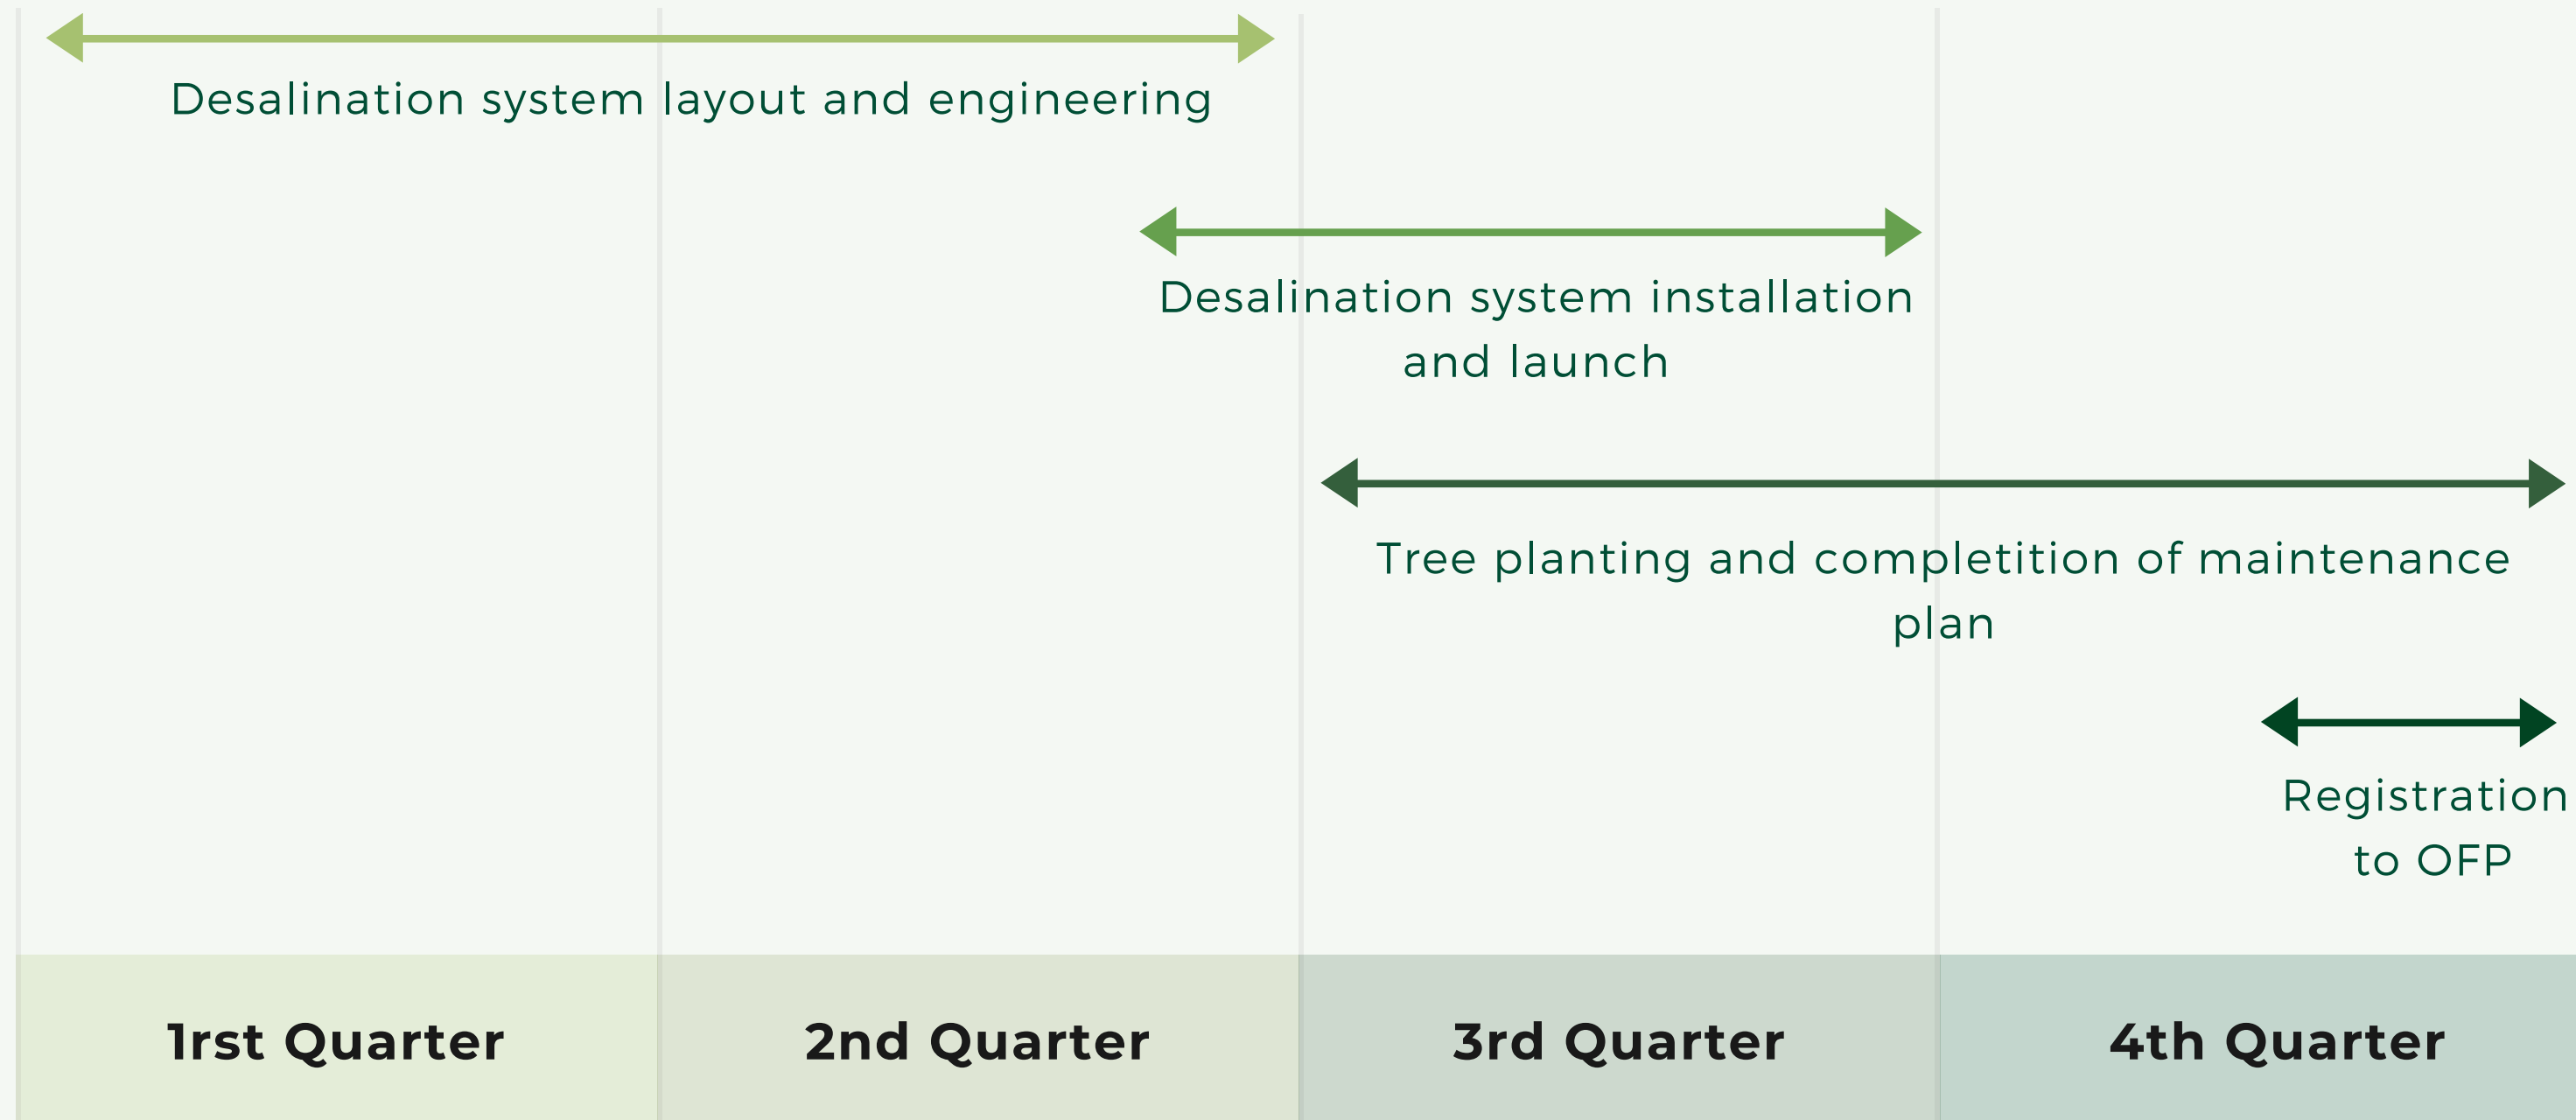 Desalination system layout and engineering
Desalination system installation
and launch
Tree planting and completition of maintenance
plan
Registration
to OFP
1rst Quarter
2nd Quarter
3rd Quarter
4th Quarter